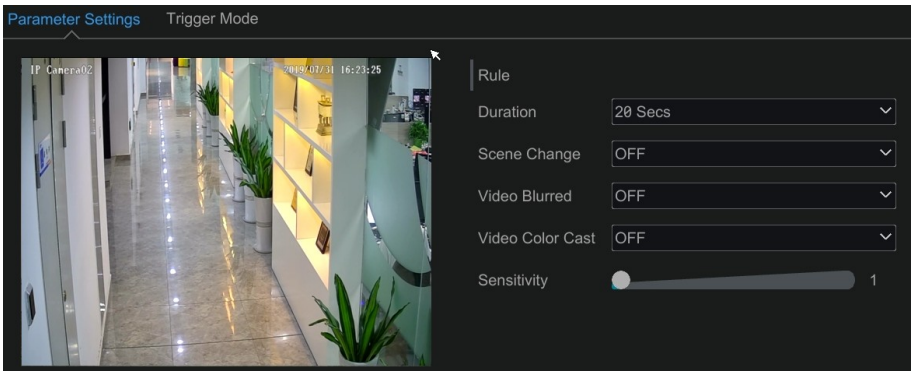 Parameter Settings Trigger Mode
IP Camera02 2019/07/31 16:23:25
Rule
Duration 20 Secs
Scene Change OFF
Video Blurred OFF
Video Color Cast OFF
Sensitivity 1